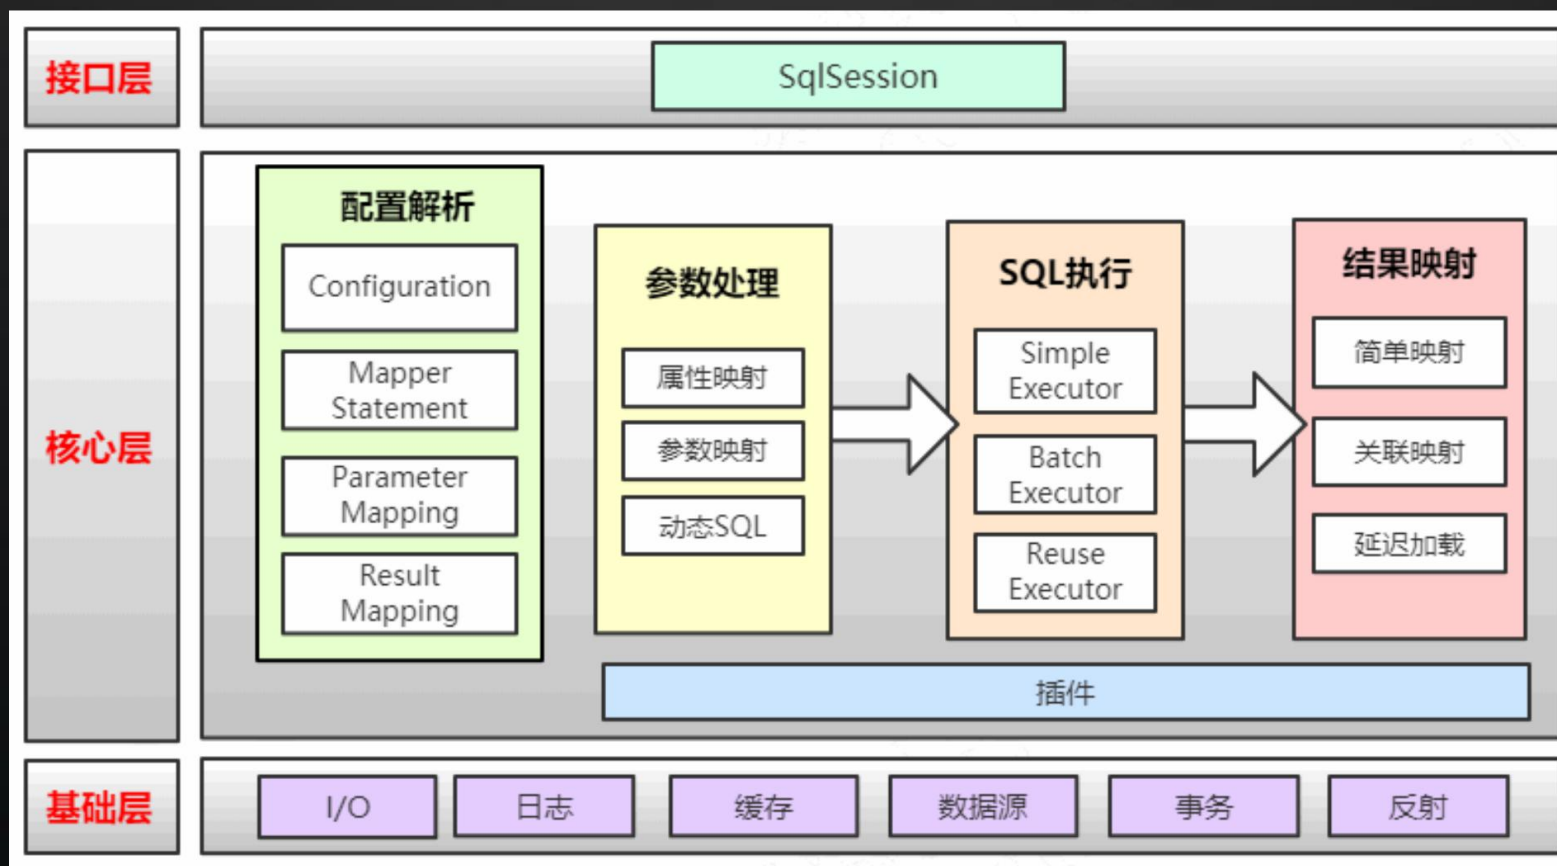 接口层
SqlSession
核心层
配置解析
Configuration
Mapper
Statement
Parameter
Mapping
Result
Mapping
参数处理
属性映射
参数映射
动态SQL
SQL执行
Simple
Executor
Batch
Executor
Reuse
Executor
结果映射
简单映射
关联映射
延迟加载
插件
基础层
I/O
日志
缓存
数据源
事务
反射